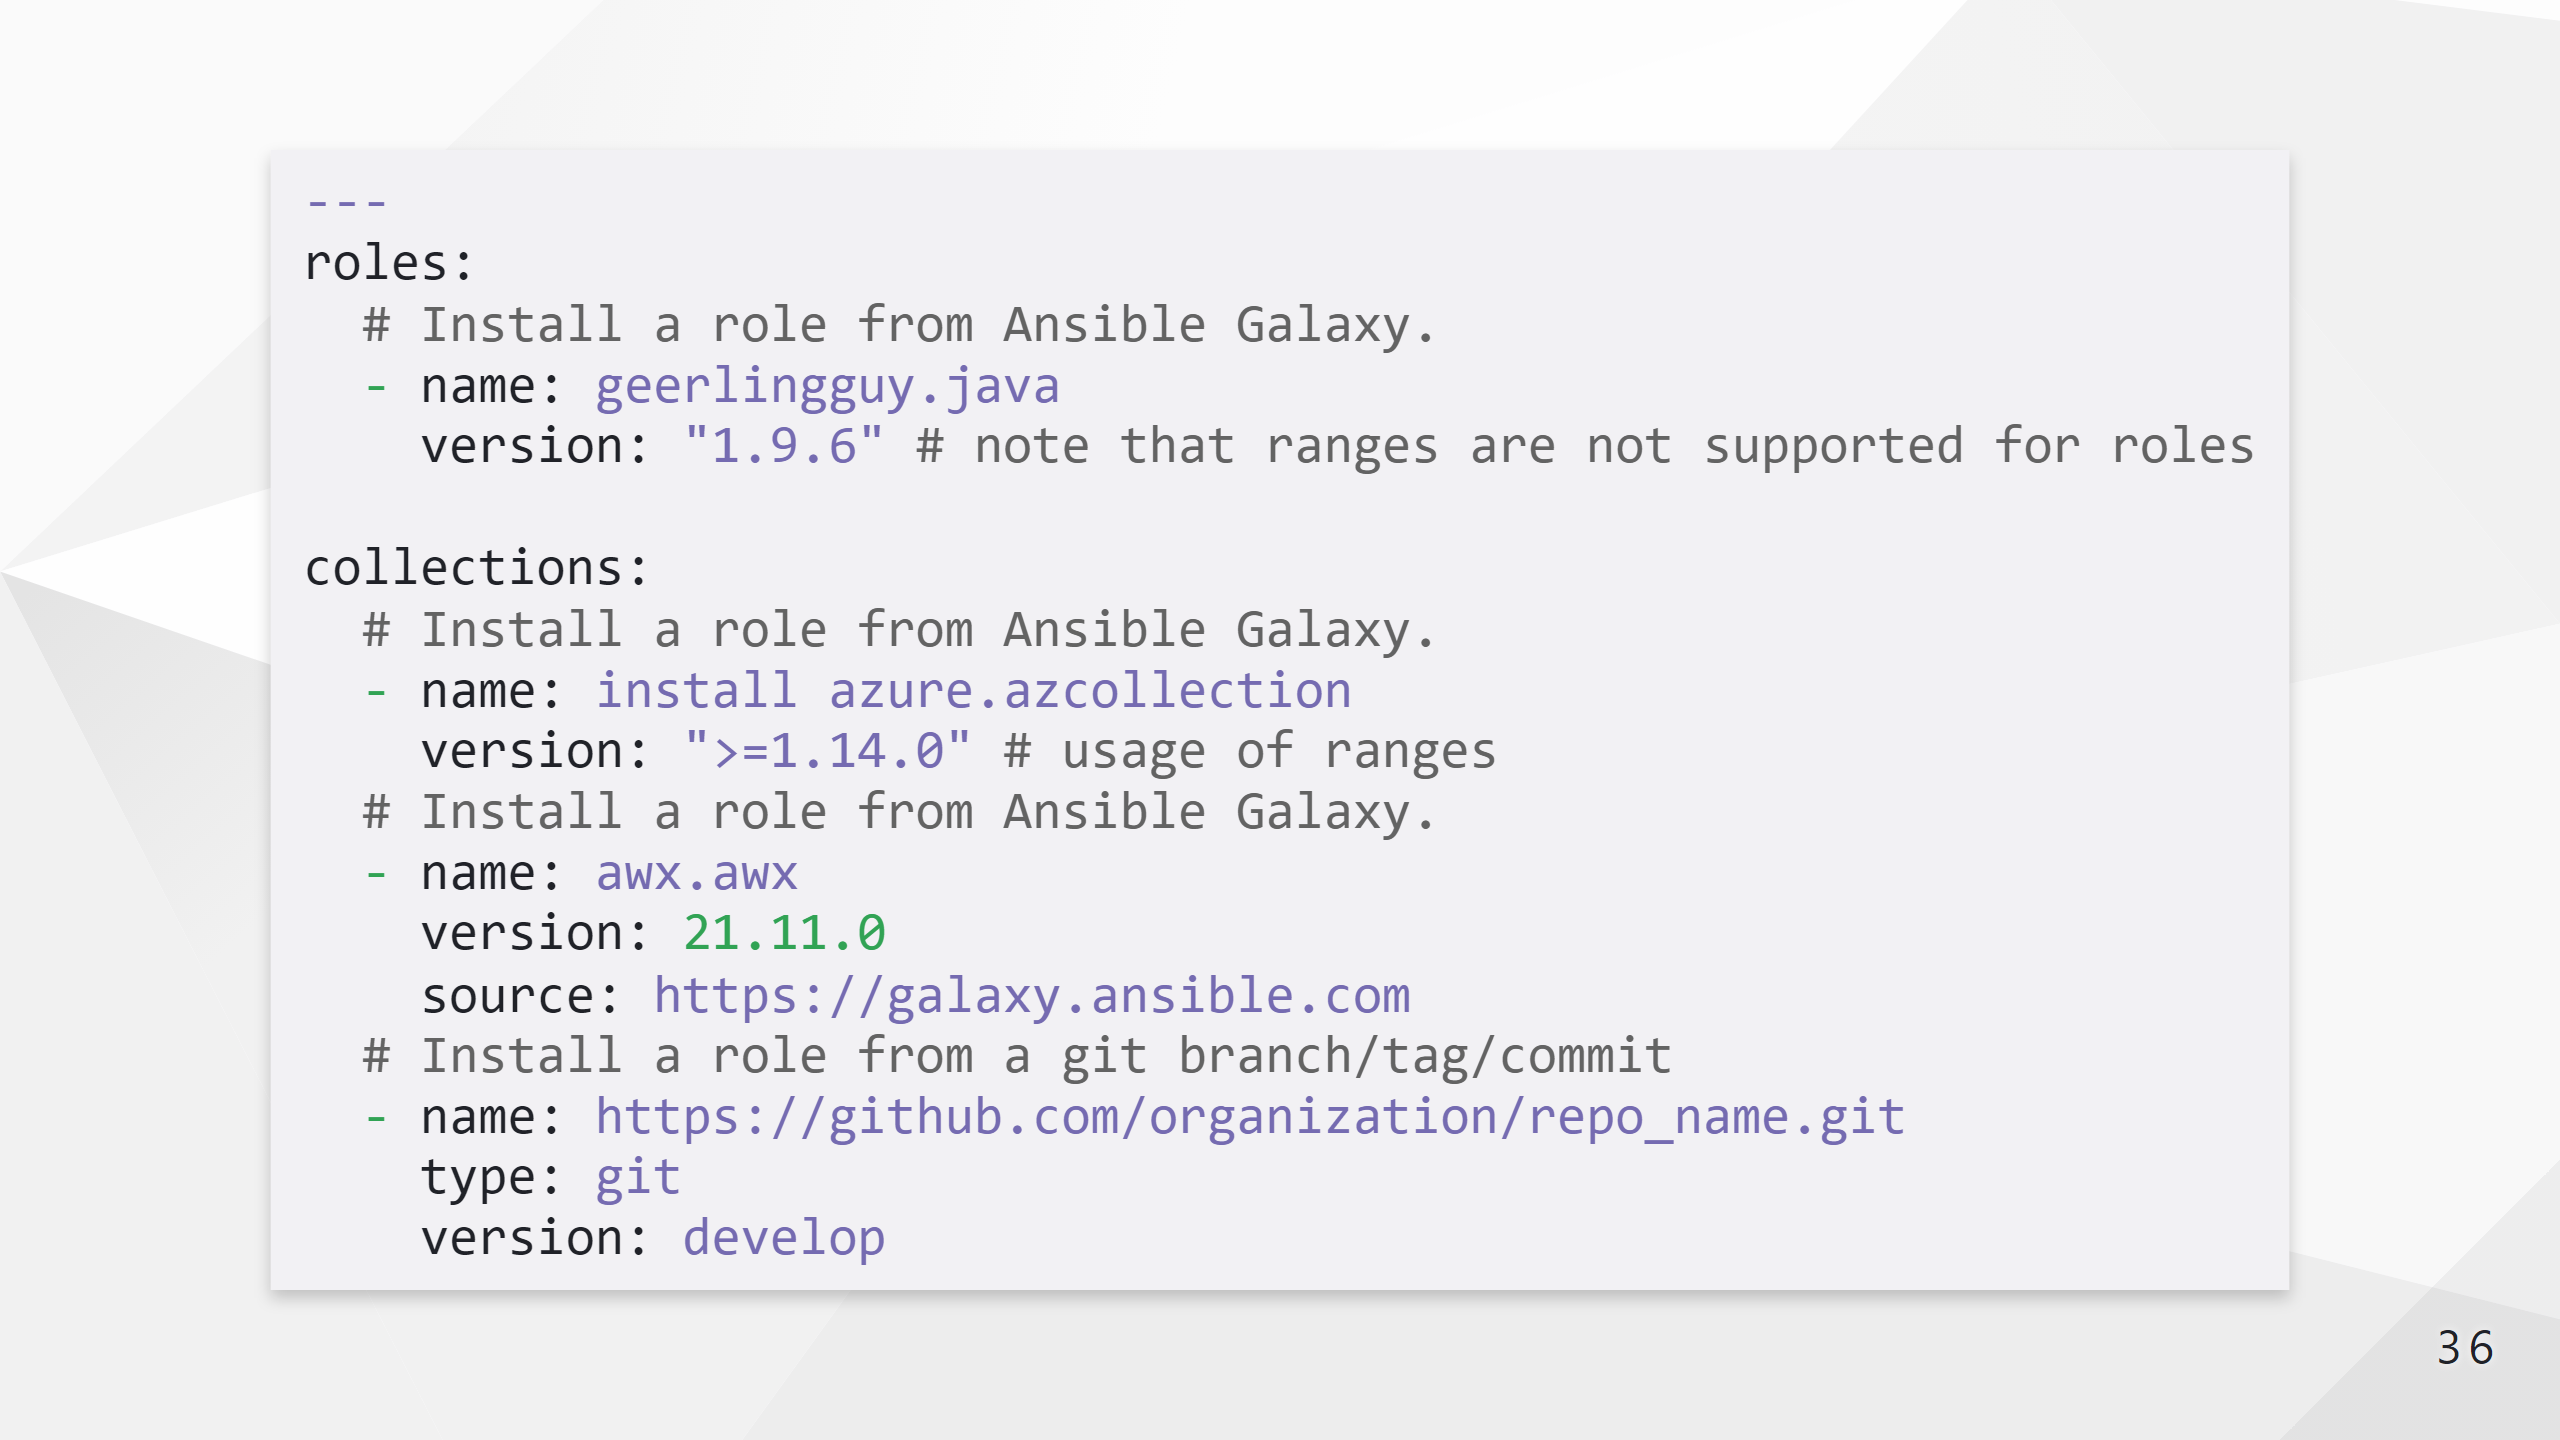 ---
roles:
  # Install a role from Ansible Galaxy.
  - name: geerlingguy.java
    version: "1.9.6" # note that ranges are not supported for roles

collections:
  # Install a role from Ansible Galaxy.
  - name: install azure.azcollection
    version: ">=1.14.0" # usage of ranges
  # Install a role from Ansible Galaxy.
  - name: awx.awx
    version: 21.11.0
    source: https://galaxy.ansible.com
  # Install a role from a git branch/tag/commit
  - name: https://github.com/organization/repo_name.git
    type: git
    version: develop
36